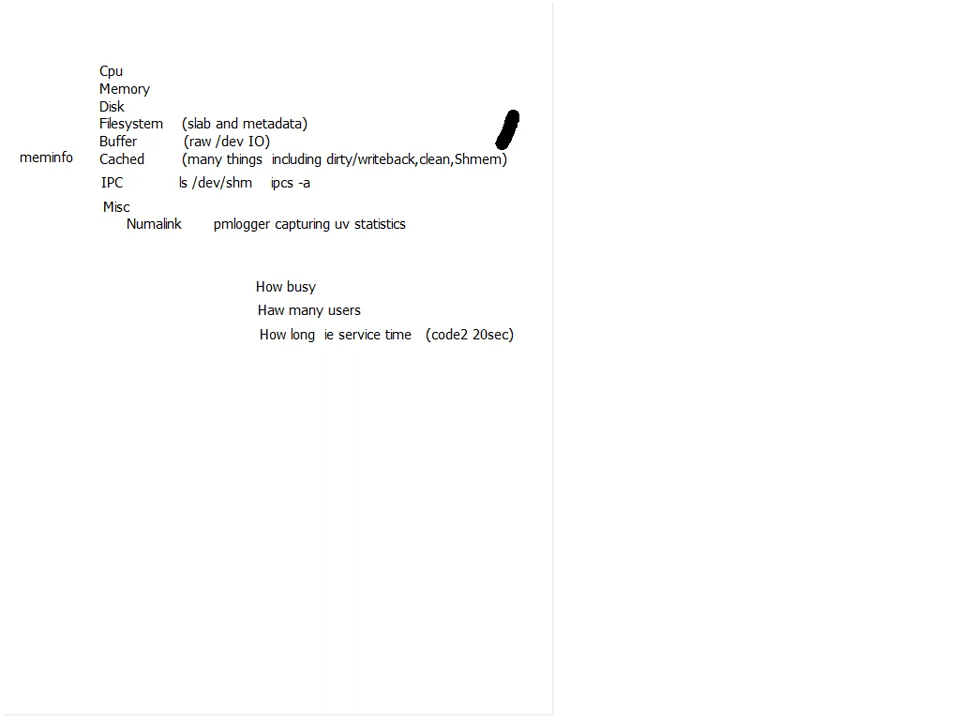 Cpu
Memory
Disk
Filesystem (slab and metadata)
Buffer (raw /dev IO)
meminfo Cached (many things including dirty/writeback,clean,Shmem)
IPC ls /dev/shm ipcs -a
Misc
Numalink pmlogger capturing uv statistics
How busy
Haw many users
How long ie service time (code2 20sec)